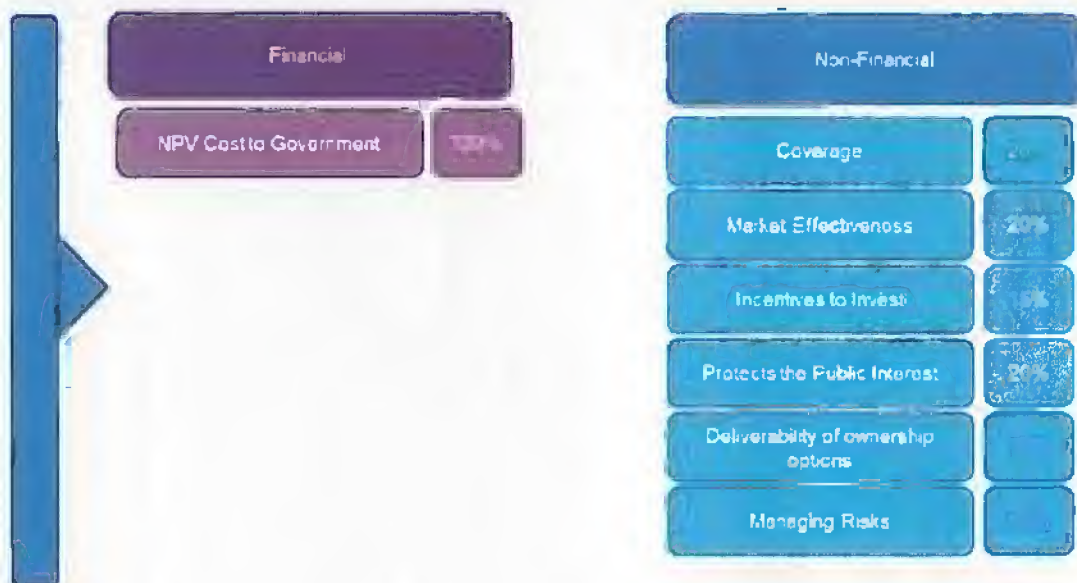 Financial
Non-Financial
NPV Cost to Government
100%
Coverage
Market Effectiveness
20%
Incentives to Invest
Protects the Public Interest
20%
Deliverability of ownership
options
Managing Risks